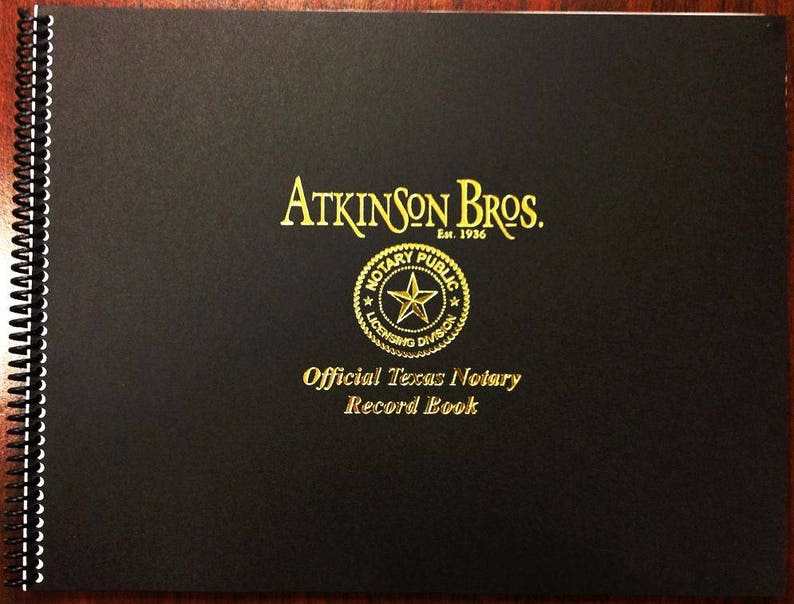 ATKINSON BROS.
Est. 1936
NOTARY PUBLIC
LICENSING DIVISION
Official Texas Notary
Record Book